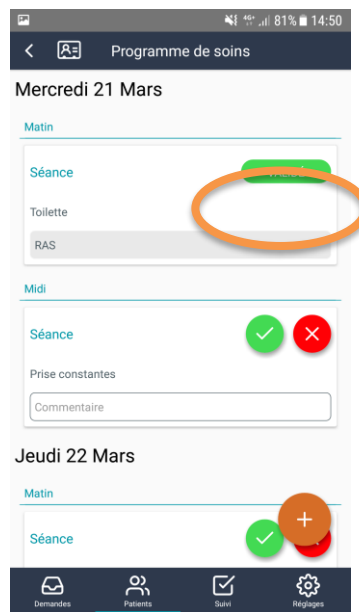 81% 14:50
Programme de soins
Mercredi 21 Mars
Matin
Séance
Toilette
RAS
Midi
Séance
Prise constantes
Commentaire
Jeudi 22 Mars
Matin
Séance
Demandes Patients Suivi Réglages